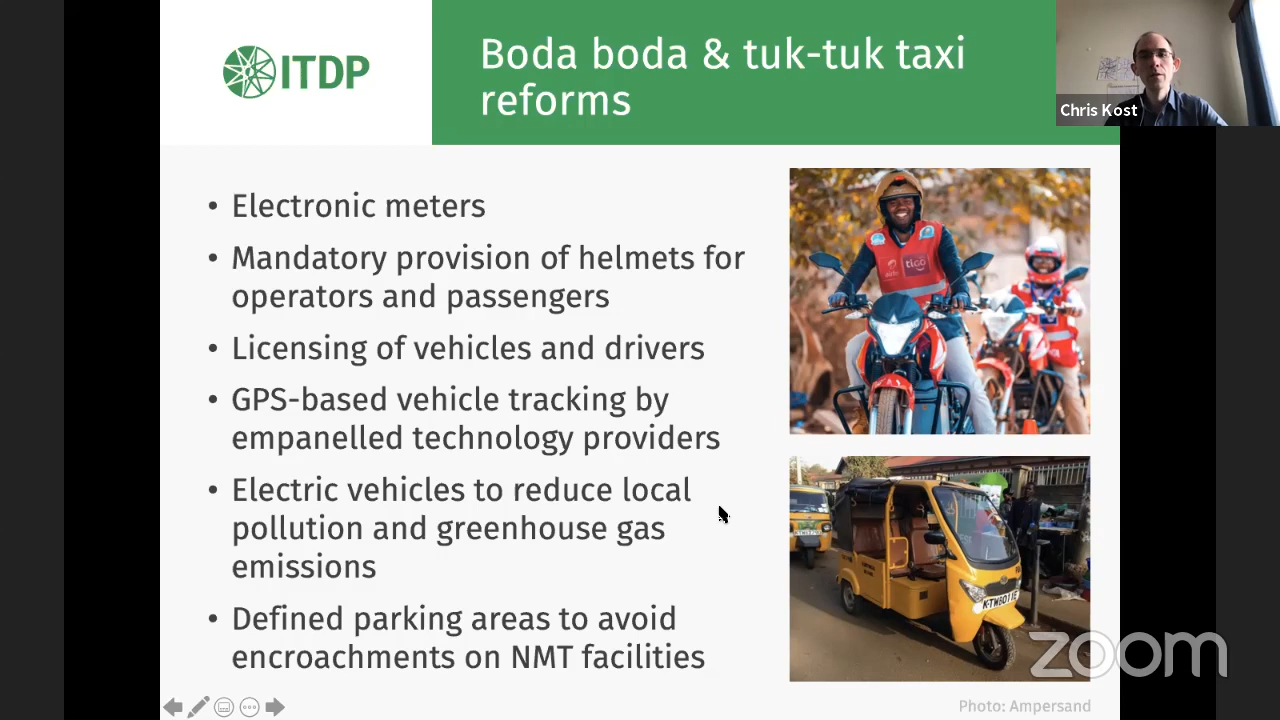 ITDP
Boda boda & tuk-tuk taxi
reforms
Chris Kost
• Electronic meters
• Mandatory provision of helmets for
operators and passengers
• Licensing of vehicles and drivers
• GPS-based vehicle tracking by
empanelled technology providers
• Electric vehicles to reduce local
pollution and greenhouse gas
emissions
• Defined parking areas to avoid
encroachments on NMT facilities
tigo
zoom
Photo: Ampersand